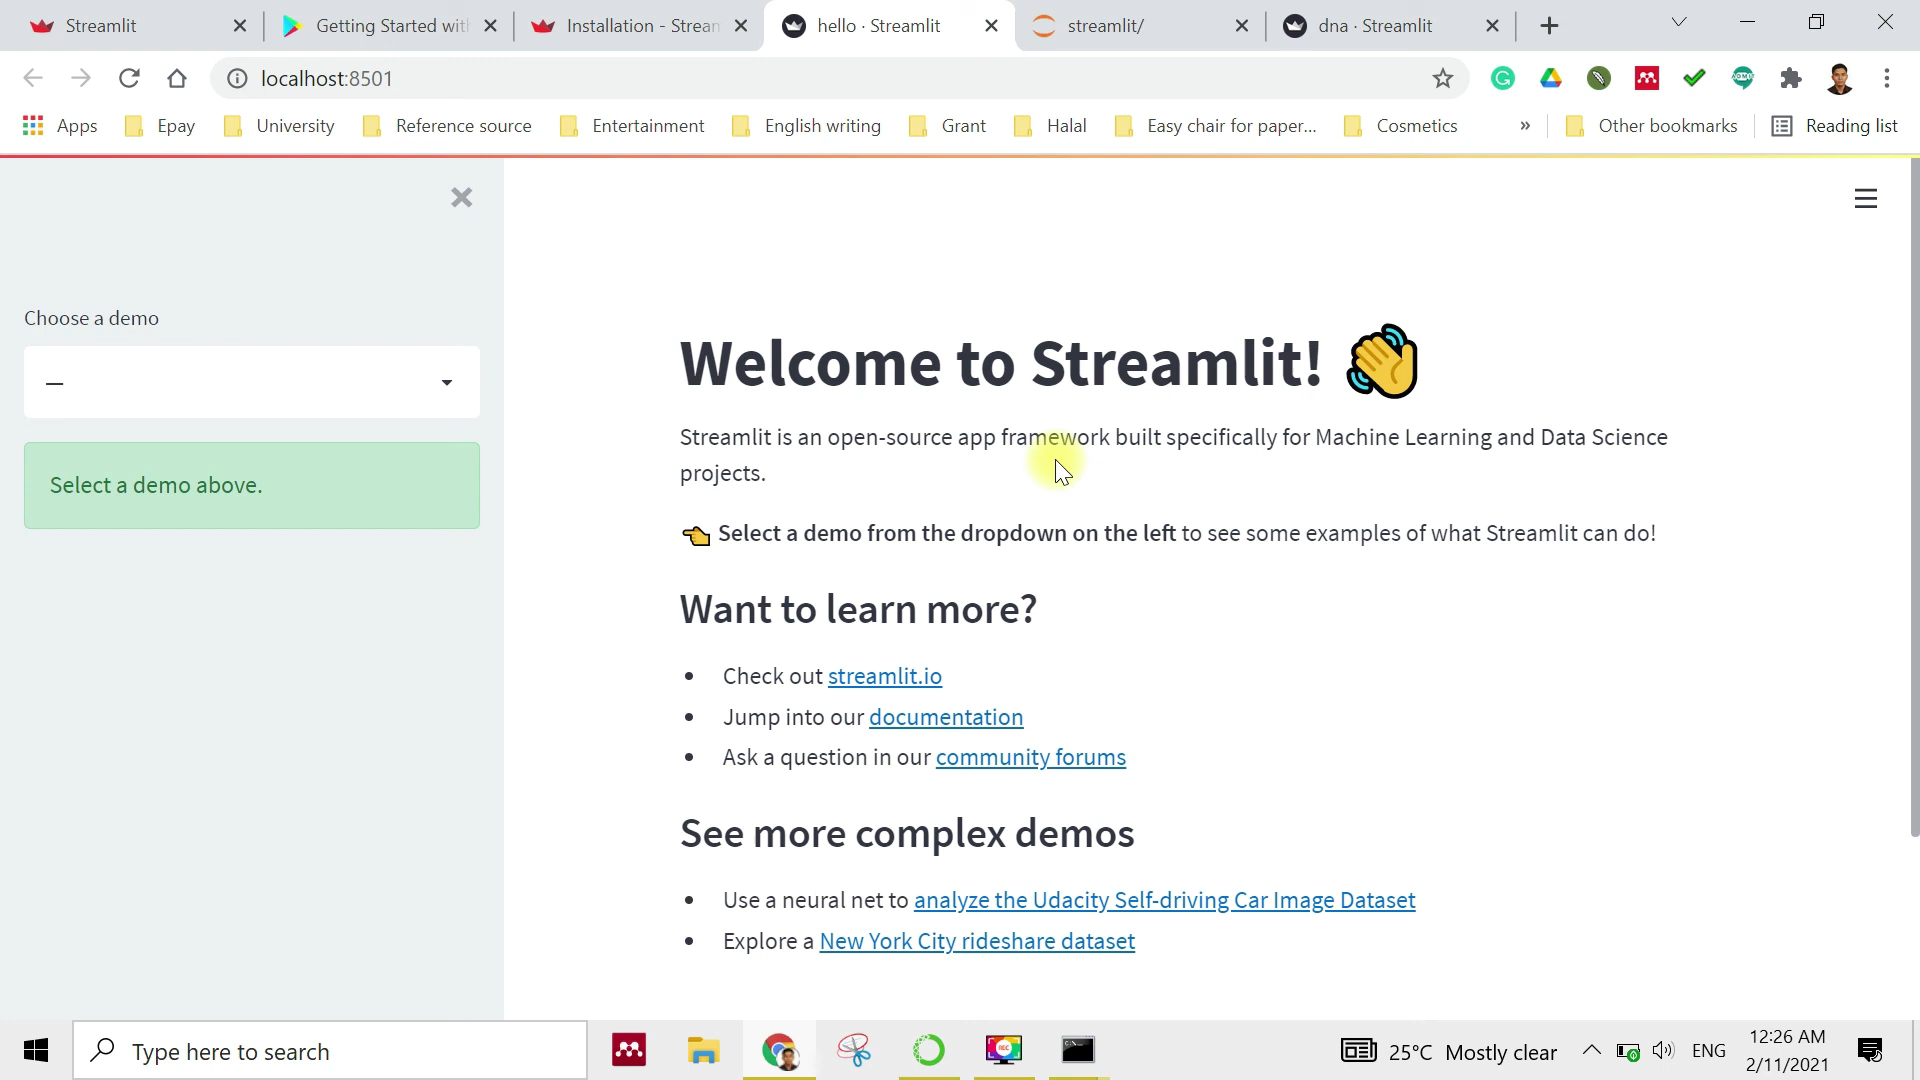 Streamlit
Getting Started wit
Installation - Stream
hello · Streamlit
streamlit/
dna · Streamlit
localhost:8501
Apps
Epay
University
Reference source
Entertainment
English writing
Grant
Halal
Easy chair for paper...
Cosmetics
»
Other bookmarks
Reading list
Choose a demo
—
Select a demo above.
Welcome to Streamlit! 👋
Streamlit is an open-source app framework built specifically for Machine Learning and Data Science
projects.
👈 Select a demo from the dropdown on the left to see some examples of what Streamlit can do!
Want to learn more?
• Check out streamlit.io
• Jump into our documentation
• Ask a question in our community forums
See more complex demos
• Use a neural net to analyze the Udacity Self-driving Car Image Dataset
• Explore a New York City rideshare dataset
Type here to search
REC
25°C Mostly clear
ENG
12:26 AM
2/11/2021